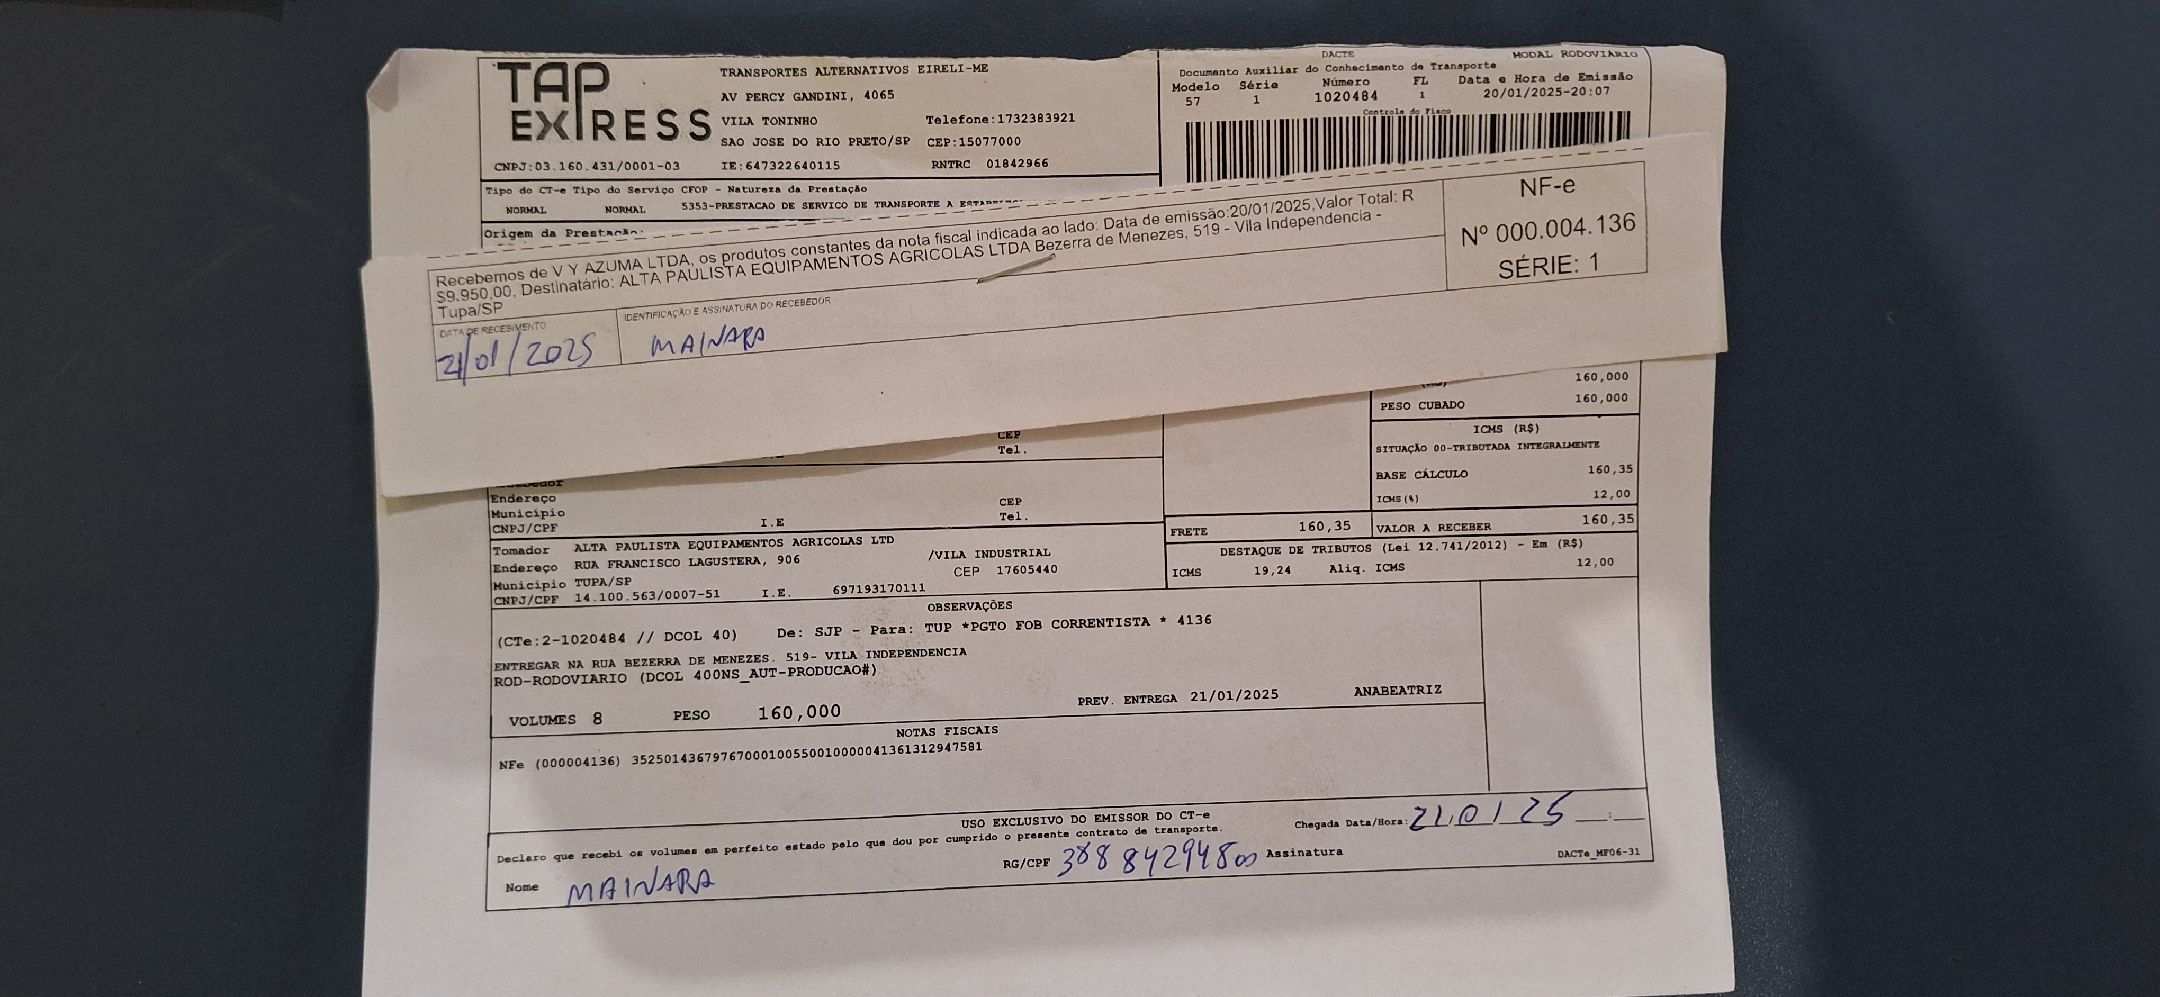 TAP
EXPRESS
TRANSPORTES ALTERNATIVOS EIRELI-ME
AV PERCY GANDINI, 4065
VILA TONINHO Telefone:1732383921
SAO JOSE DO RIO PRETO/SP CEP:15077000
CNPJ:03.160.431/0001-03 IE:647322640115 RNTRC 01842966
DACTE MODAL RODOVIÁRIO
Documento Auxiliar do Conhecimento de Transporte
Modelo Série Número FL Data e Hora de Emissão
57 1 1020484 1 20/01/2025-20:07
Controle do Fisco
Tipo do CT-e Tipo do Serviço CFOP - Natureza da Prestação
NORMAL NORMAL 5353-PRESTACAO DE SERVICO DE TRANSPORTE A
Origem da
Recebemos de V Y AZUMA LTDA, os produtos constantes da nota fiscal indicada ao lado: Data de emissão:20/01/2025,Valor Total: R
$9.950,00, Destinatário: ALTA PAULISTA EQUIPAMENTOS AGRICOLAS LTDA Bezerra de Menezes, 519 - Vila Independencia -
Tupa/SP
NF-e
Nº 000.004.136
SÉRIE: 1
DATA DE RECEBIMENTO IDENTIFICAÇÃO E ASSINATURA DO RECEBEDOR
21/01/2025 MAINARA
160,000
PESO CUBADO 160,000
CEP
Tel.
ICMS (R$)
SITUAÇÃO 00-TRIBUTADA INTEGRALMENTE
BASE CÁLCULO 160,35
ICMS(%) 12,00
Endereço CEP
Município Tel.
CNPJ/CPF I.E
FRETE 160,35 VALOR A RECEBER 160,35
Tomador ALTA PAULISTA EQUIPAMENTOS AGRICOLAS LTD
Endereço RUA FRANCISCO LAGUSTERA, 906 /VILA INDUSTRIAL
Município TUPA/SP CEP 17605440
CNPJ/CPF 14.100.563/0007-51 I.E. 697193170111
DESTAQUE DE TRIBUTOS (Lei 12.741/2012) - Em (R$)
ICMS 19,24 Aliq. ICMS 12,00
OBSERVAÇÕES
(CTe:2-1020484 // DCOL 40) De: SJP - Para: TUP *PGTO FOB CORRENTISTA * 4136
ENTREGAR NA RUA BEZERRA DE MENEZES. 519- VILA INDEPENDENCIA
ROD-RODOVIARIO (DCOL 400NS_AUT-PRODUCAO#)
VOLUMES 8 PESO 160,000 PREV. ENTREGA 21/01/2025 ANABEATRIZ
NOTAS FISCAIS
NFe (000004136) 35250143679767000100550010000041361312947581
USO EXCLUSIVO DO EMISSOR DO CT-e
Declaro que recebi os volumes em perfeito estado pelo que dou por cumprido o presente contrato de transporte. Chegada Data/Hora: 21 01 25 __:__
Nome MAINARA RG/CPF 388842948 Assinatura DACTe_MF06-31